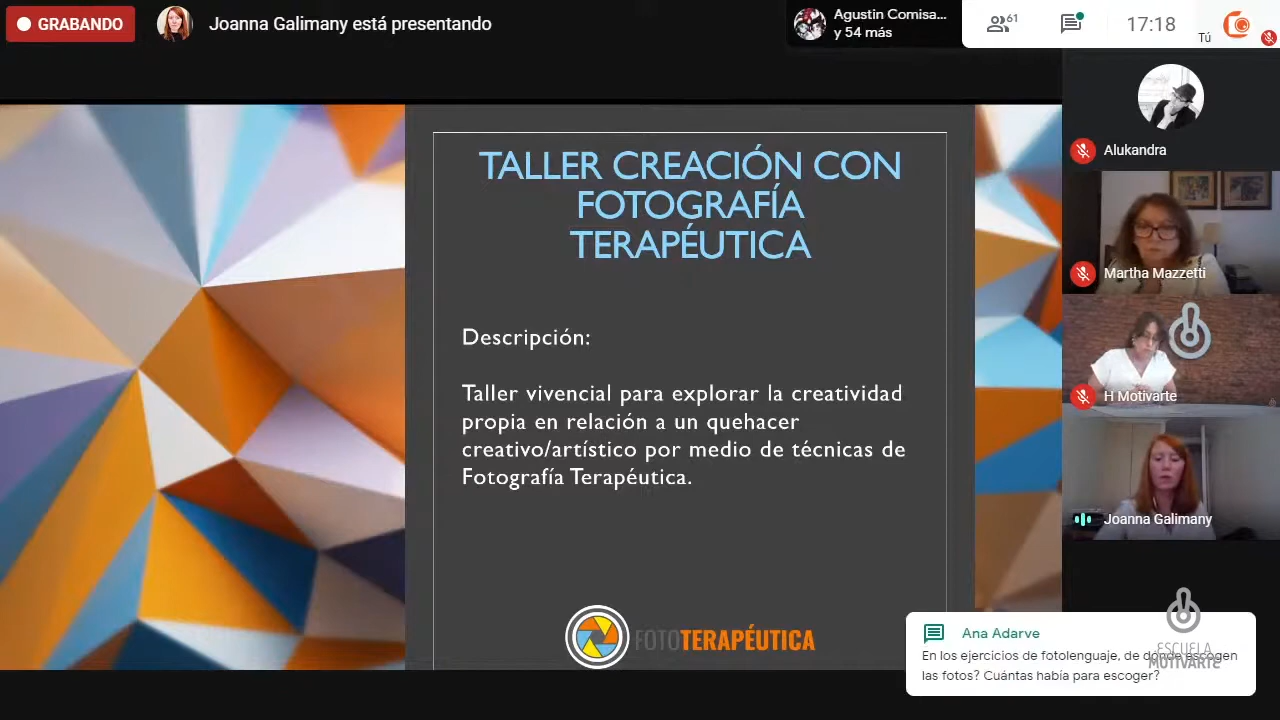 GRABANDO
Joanna Galimany está presentando
Agustin Comisa...
y 54 más
61
17:18
Tú
TALLER CREACIÓN CON
FOTOGRAFÍA
TERAPÉUTICA
Descripción:
Taller vivencial para explorar la creatividad
propia en relación a un quehacer
creativo/artístico por medio de técnicas de
Fotografía Terapéutica.
FOTOTERAPÉUTICA
Alukandra
Martha Mazzetti
H Motivarte
Joanna Galimany
Ana Adarve
En los ejercicios de fotolenguaje, de donde escogen
las fotos? Cuántas había para escoger?
ESCUELA
MOTIVARTE